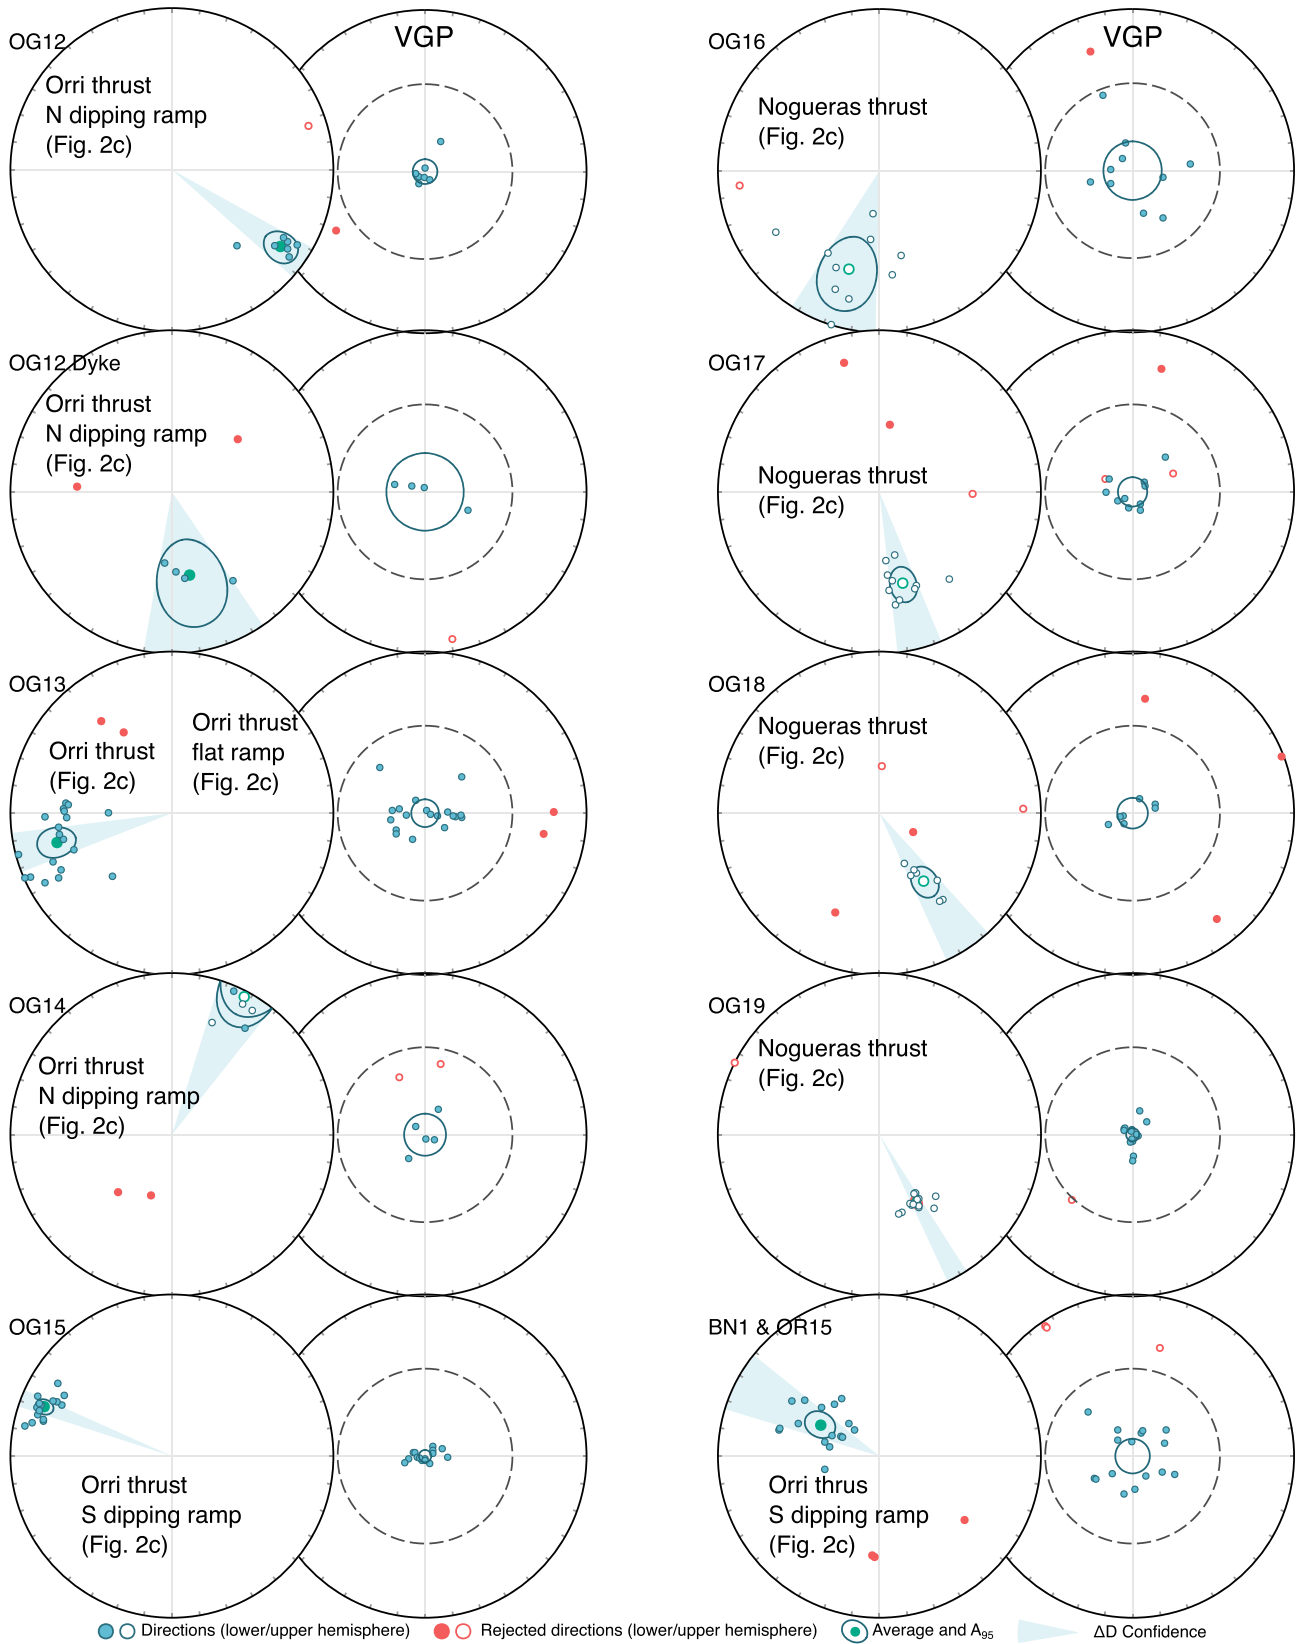 OG12
VGP
Orri thrust
N dipping ramp
(Fig. 2c)
OG12 Dyke
Orri thrust
N dipping ramp
(Fig. 2c)
OG13
Orri thrust
(Fig. 2c)
Orri thrust
flat ramp
(Fig. 2c)
OG14
Orri thrust
N dipping ramp
(Fig. 2c)
OG15
Orri thrust
S dipping ramp
(Fig. 2c)
OG16
VGP
Nogueras thrust
(Fig. 2c)
OG17
Nogueras thrust
(Fig. 2c)
OG18
Nogueras thrust
(Fig. 2c)
OG19
Nogueras thrust
(Fig. 2c)
BN1 & OR15
Orri thrus
S dipping ramp
(Fig. 2c)
Directions (lower/upper hemisphere) Rejected directions (lower/upper hemisphere) Average and A95 ΔD Confidence